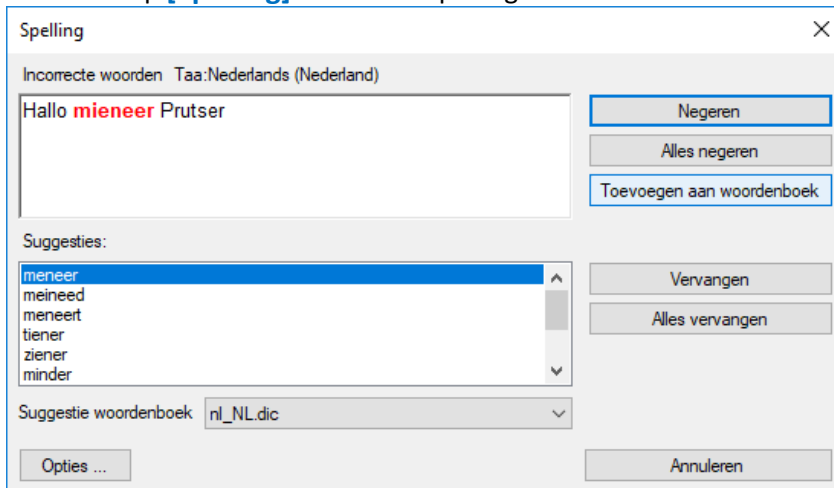 Spelling
Incorrecte woorden Taa:Nederlands (Nederland)
Hallo mieneer Prutser
Negeren
Alles negeren
Toevoegen aan woordenboek
Suggesties:
meneer
meineed
meneert
tiener
ziener
minder
Vervangen
Alles vervangen
Suggestie woordenboek nl_NL.dic
Opties ...
Annuleren